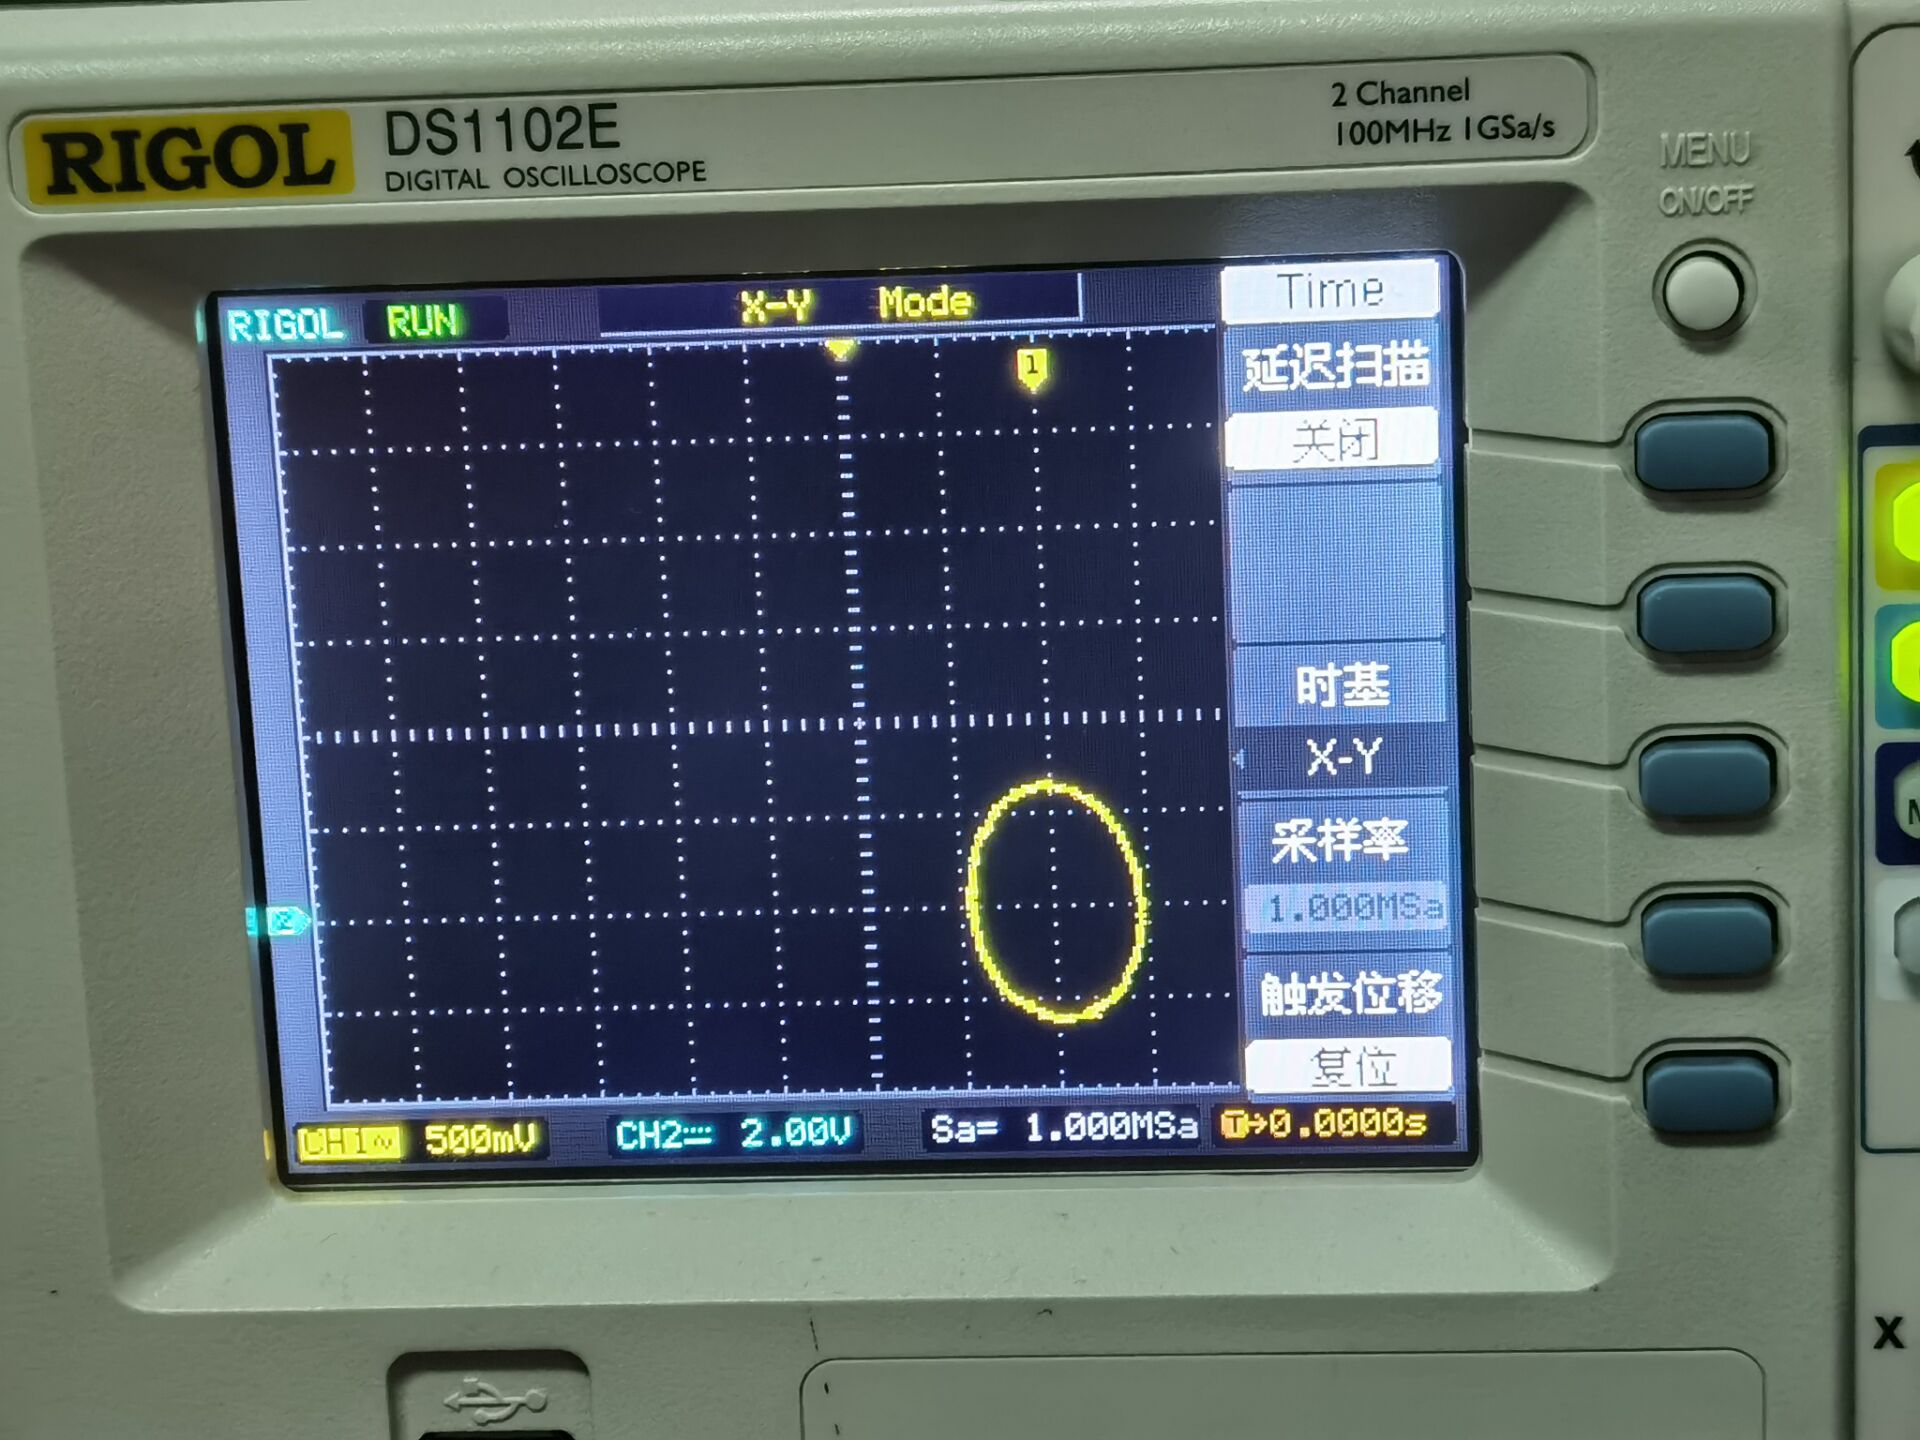 RIGOL
DS1102E
DIGITAL OSCILLOSCOPE
2 Channel
100MHz 1GSa/s
MENU
ON/OFF
RIGOL RUN X-Y Mode
Time
1
延迟扫描
关闭
时基
X-Y
采样率
1.000MSa
触发位移
复位
CH1~ 500mV CH2 2.00V Sa= 1.000MSa T→0.0000s
X